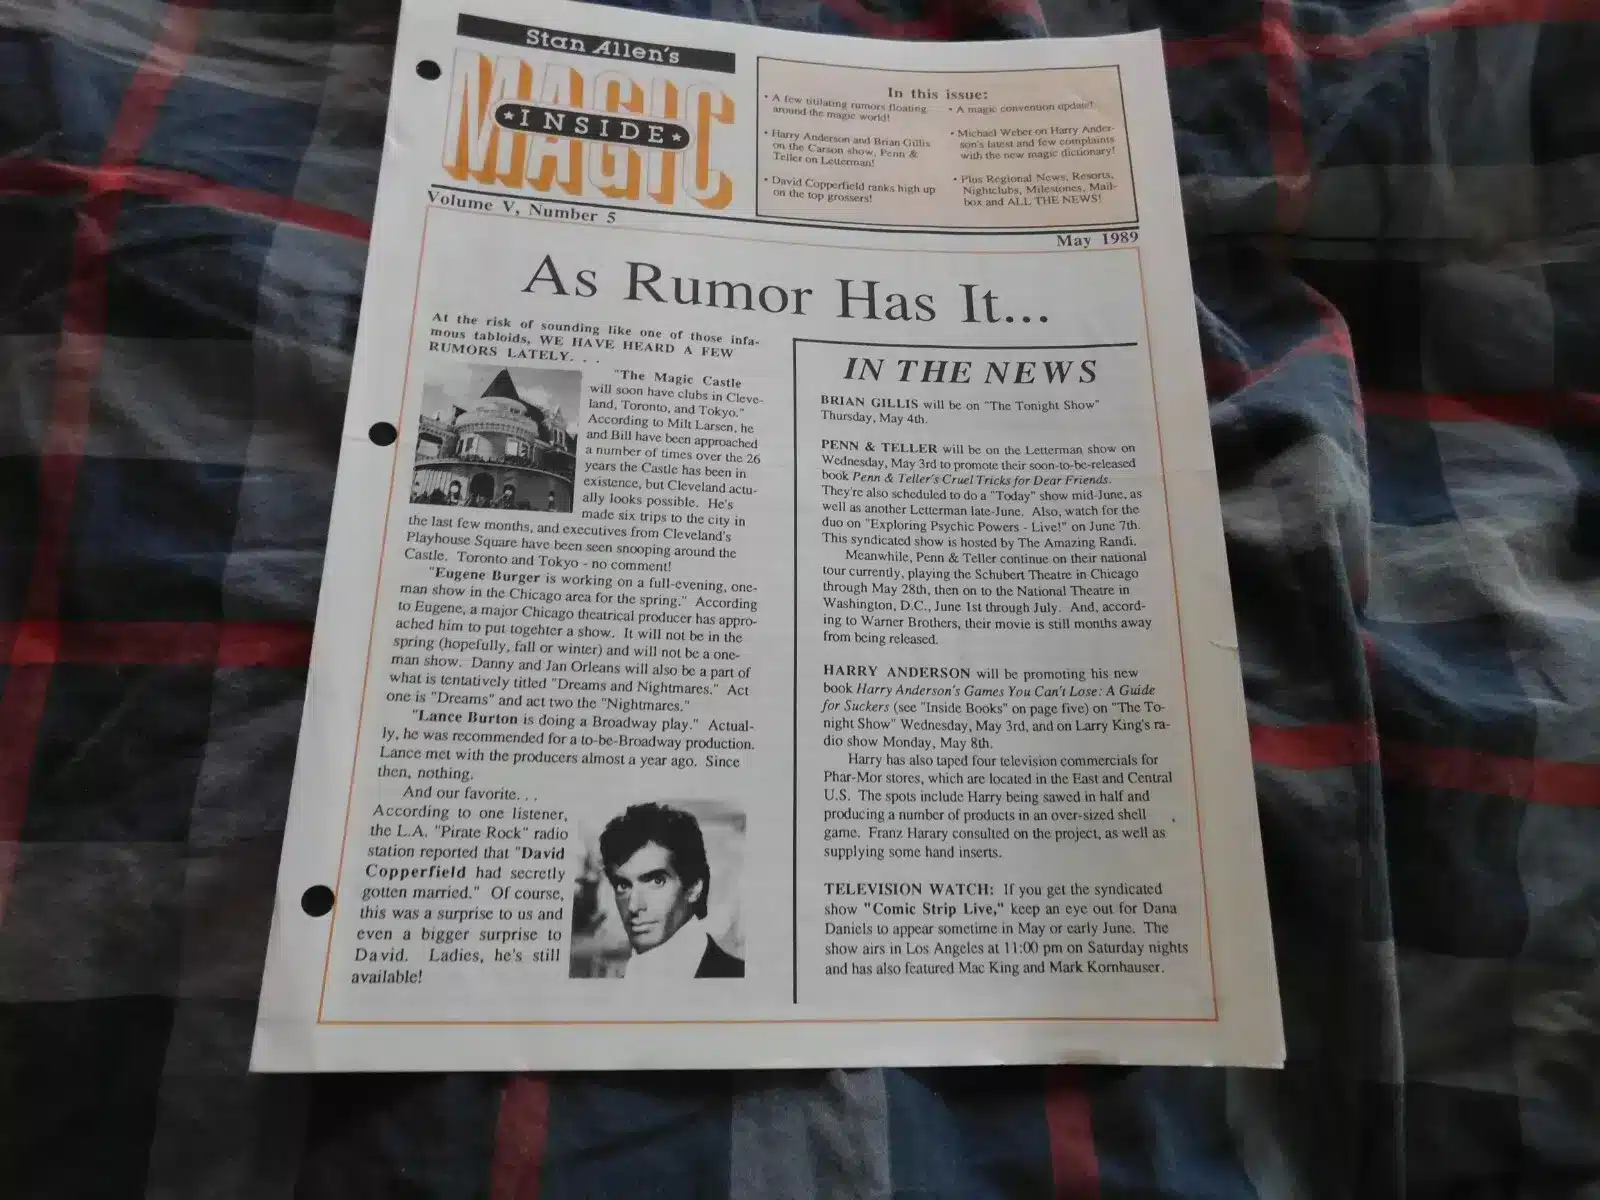 Stan Allen's
MAGIC
★INSIDE★
In this issue:
• A few titilating rumors floating
around the magic world!
• Harry Anderson and Brian Gillis
on the Carson show, Penn &
Teller on Letterman!
• David Copperfield ranks high up
on the top grossers!
• A magic convention update!
• Michael Weber on Harry Ander-
son's latest and few complaints
with the new magic dictionary!
• Plus Regional News, Resorts,
Nightclubs, Milestones, Mail-
box and ALL THE NEWS!
Volume V, Number 5
May 1989
As Rumor Has It...
At the risk of sounding like one of those infa-
mous tabloids, WE HAVE HEARD A FEW
RUMORS LATELY. . .
"The Magic Castle
will soon have clubs in Cleve-
land, Toronto, and Tokyo."
According to Milt Larsen, he
and Bill have been approached
a number of times over the 26
years the Castle has been in
existence, but Cleveland actu-
ally looks possible. He's
made six trips to the city in
the last few months, and executives from Cleveland's
Playhouse Square have been seen snooping around the
Castle. Toronto and Tokyo - no comment!
"Eugene Burger is working on a full-evening, one-
man show in the Chicago area for the spring." According
to Eugene, a major Chicago theatrical producer has appro-
ached him to put togehter a show. It will not be in the
spring (hopefully, fall or winter) and will not be a one-
man show. Danny and Jan Orleans will also be a part of
what is tentatively titled "Dreams and Nightmares." Act
one is "Dreams" and act two the "Nightmares."
"Lance Burton is doing a Broadway play." Actual-
ly, he was recommended for a to-be-Broadway production.
Lance met with the producers almost a year ago. Since
then, nothing.
And our favorite. . .
According to one listener,
the L.A. "Pirate Rock" radio
station reported that "David
Copperfield had secretly
gotten married." Of course,
this was a surprise to us and
even a bigger surprise to
David. Ladies, he's still
available!
IN THE NEWS
BRIAN GILLIS will be on "The Tonight Show"
Thursday, May 4th.
PENN & TELLER will be on the Letterman show on
Wednesday, May 3rd to promote their soon-to-be-released
book Penn & Teller's Cruel Tricks for Dear Friends.
They're also scheduled to do a "Today" show mid-June, as
well as another Letterman late-June. Also, watch for the
duo on "Exploring Psychic Powers - Live!" on June 7th.
This syndicated show is hosted by The Amazing Randi.
Meanwhile, Penn & Teller continue on their national
tour currently, playing the Schubert Theatre in Chicago
through May 28th, then on to the National Theatre in
Washington, D.C., June 1st through July. And, accord-
ing to Warner Brothers, their movie is still months away
from being released.
HARRY ANDERSON will be promoting his new
book Harry Anderson's Games You Can't Lose: A Guide
for Suckers (see "Inside Books" on page five) on "The To-
night Show" Wednesday, May 3rd, and on Larry King's ra-
dio show Monday, May 8th.
Harry has also taped four television commercials for
Phar-Mor stores, which are located in the East and Central
U.S. The spots include Harry being sawed in half and
producing a number of products in an over-sized shell
game. Franz Harary consulted on the project, as well as
supplying some hand inserts.
TELEVISION WATCH: If you get the syndicated
show "Comic Strip Live," keep an eye out for Dana
Daniels to appear sometime in May or early June. The
show airs in Los Angeles at 11:00 pm on Saturday nights
and has also featured Mac King and Mark Kornhauser.